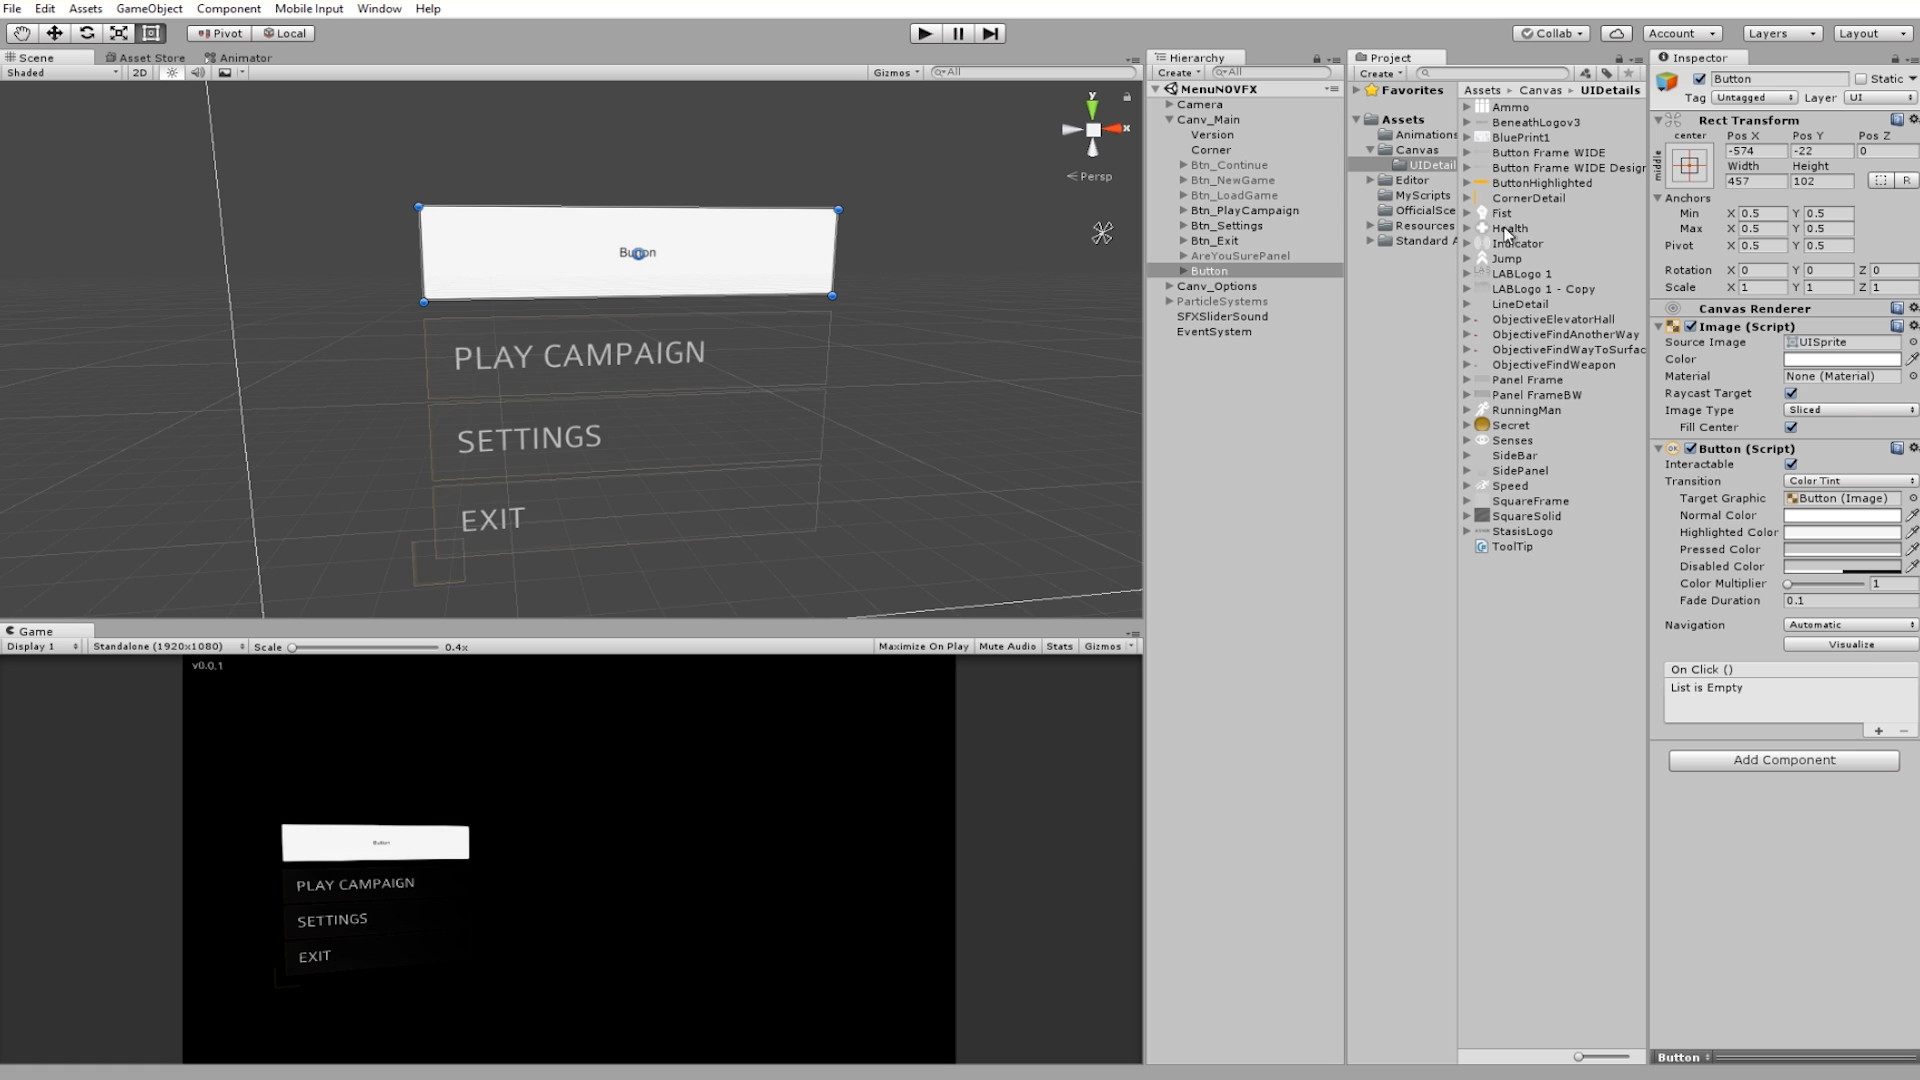 File Edit Assets GameObject Component Mobile Input Window Help
Pivot Local Collab Account Layers Layout
Scene Asset Store Animator
Shaded 2D Gizmos All
y
x
Persp
Button
PLAY CAMPAIGN
SETTINGS
EXIT
Game
Display 1 Standalone (1920x1080) Scale 0.4x Maximize On Play Mute Audio Stats Gizmos
v0.0.1
Button
PLAY CAMPAIGN
SETTINGS
EXIT
Hierarchy
Create All
MenuNOVFX
Camera
Canv_Main
Version
Corner
Btn_Continue
Btn_NewGame
Btn_LoadGame
Btn_PlayCampaign
Btn_Settings
Btn_Exit
AreYouSurePanel
Button
Canv_Options
ParticleSystems
SFXSliderSound
EventSystem
Project
Create
Favorites
Assets
Animations
Canvas
UIDetail
Editor
MyScripts
OfficialSce
Resources
Standard A
Assets Canvas UIDetails
Ammo
BeneathLogov3
BluePrint1
Button Frame WIDE
Button Frame WIDE Design
ButtonHighlighted
CornerDetail
Fist
Health
Indicator
Jump
LABLogo 1
LABLogo 1 - Copy
LineDetail
ObjectiveElevatorHall
ObjectiveFindAnotherWay
ObjectiveFindWayToSurfac
ObjectiveFindWeapon
Panel Frame
Panel FrameBW
RunningMan
Secret
Senses
SideBar
SidePanel
Speed
SquareFrame
SquareSolid
StasisLogo
ToolTip
Inspector
Button Static
Tag Untagged Layer UI
Rect Transform
center Pos X Pos Y Pos Z
middle -574 -22 0
Width Height
457 102 R
Anchors
Min X 0.5 Y 0.5
Max X 0.5 Y 0.5
Pivot X 0.5 Y 0.5
Rotation X 0 Y 0 Z 0
Scale X 1 Y 1 Z 1
Canvas Renderer
Image (Script)
Source Image UISprite
Color
Material None (Material)
Raycast Target
Image Type Sliced
Fill Center
Button (Script)
Interactable
Transition Color Tint
Target Graphic Button (Image)
Normal Color
Highlighted Color
Pressed Color
Disabled Color
Color Multiplier 1
Fade Duration 0.1
Navigation Automatic
Visualize
On Click ()
List is Empty
+ −
Add Component
Button